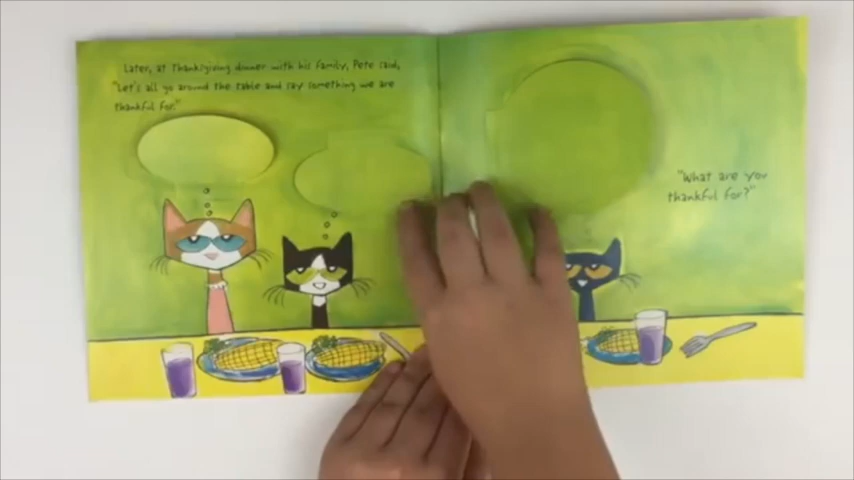 Later, at Thanksgiving dinner with his family, Pete said,
"Let's all go around the table and say something we are
thankful for."
"What are you
thankful for?"